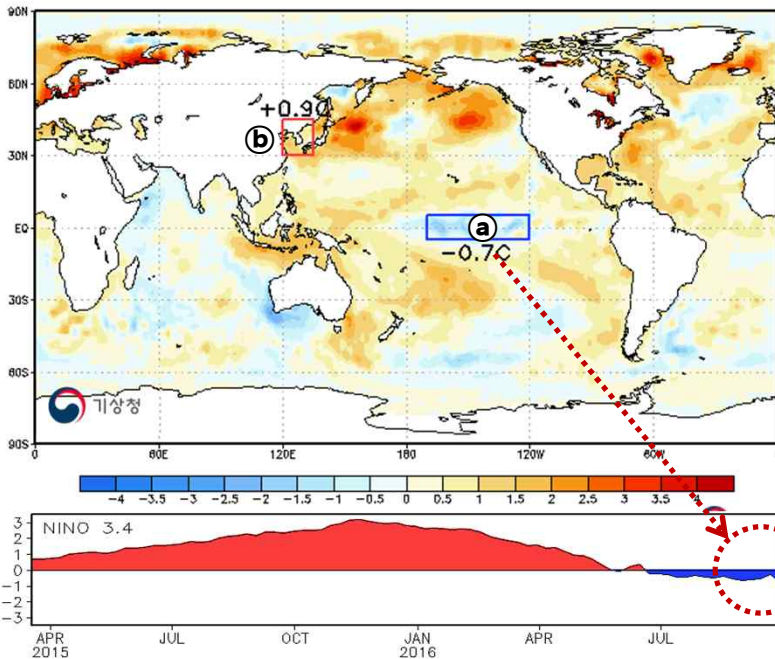 90N
60N
+0.9C
ⓑ
30N
EQ
ⓐ
-0.7C
30S
60S
기상청
90S
0 60E 120E 180 120W 60W
-4 -3.5 -3 -2.5 -2 -1.5 -1 -0.5 0 0.5 1 1.5 2 2.5 3 3.5 4
NINO 3.4
3
2
1
0
-1
-2
-3
APR JUL OCT JAN APR JUL
2015 2016